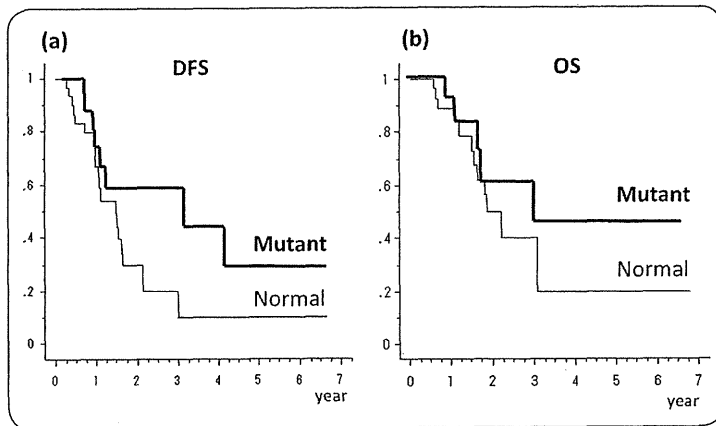 (a)
DFS
1
.8
.6
.4
.2
0
Mutant
Normal
0 1 2 3 4 5 6 7
year
(b)
OS
1
.8
.6
.4
.2
0
Mutant
Normal
0 1 2 3 4 5 6 7
year